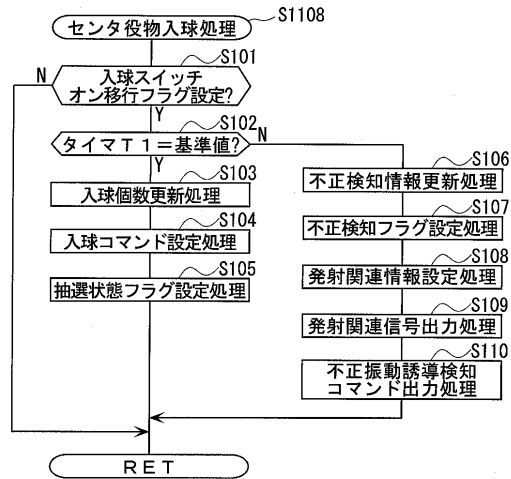 センタ役物入球処理
S1108
S101
N
入球スイッチ
オン移行フラグ設定?
Y
S102
タイマT1=基準値?
N
Y
S103
入球個数更新処理
S104
入球コマンド設定処理
S105
抽選状態フラグ設定処理
S106
不正検知情報更新処理
S107
不正検知フラグ設定処理
S108
発射関連情報設定処理
S109
発射関連信号出力処理
S110
不正振動誘導検知
コマンド出力処理
RET